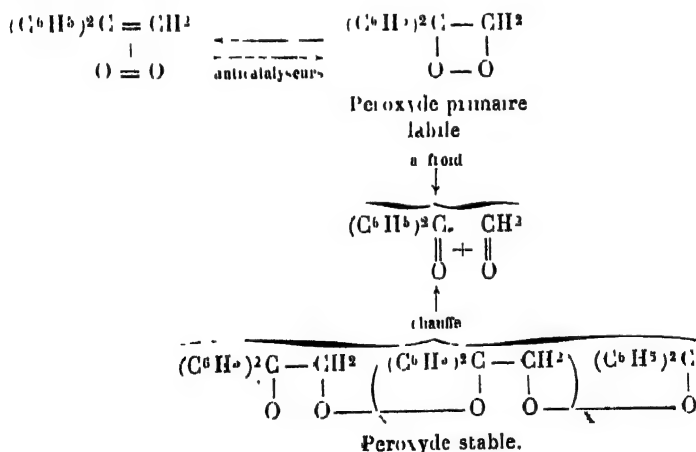 (C⁶H⁵)²C = CH² (C⁶H⁵)²C — CH²
O = O anticatalyseurs O — O
Peroxyde primaire
labile
a froid
(C⁶H⁵)²C CH²
+
O O
chauffe
(C⁶H⁵)²C — CH² ( (C⁶H⁵)²C — CH² ) (C⁶H⁵)²C
O O O O O
Peroxyde stable.